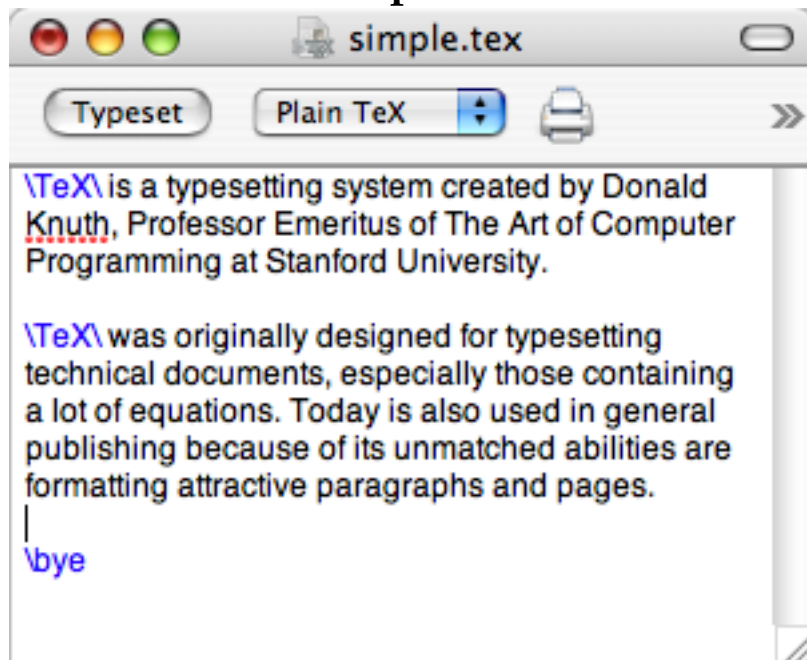 simple.tex
Typeset Plain TeX
\TeX\ is a typesetting system created by Donald
Knuth, Professor Emeritus of The Art of Computer
Programming at Stanford University.
\TeX\ was originally designed for typesetting
technical documents, especially those containing
a lot of equations. Today is also used in general
publishing because of its unmatched abilities are
formatting attractive paragraphs and pages.
\bye